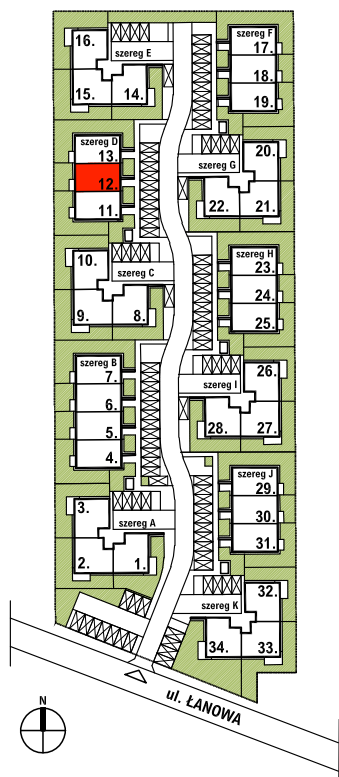 16.
szereg E
15.
14.
szereg F
17.
18.
19.
szereg D
13.
12.
11.
20.
szereg G
22.
21.
10.
szereg C
9.
8.
szereg H
23.
24.
25.
szereg B
7.
6.
5.
4.
26.
szereg I
28.
27.
3.
szereg A
2.
1.
szereg J
29.
30.
31.
32.
szereg K
34.
33.
ul. ŁANOWA
N